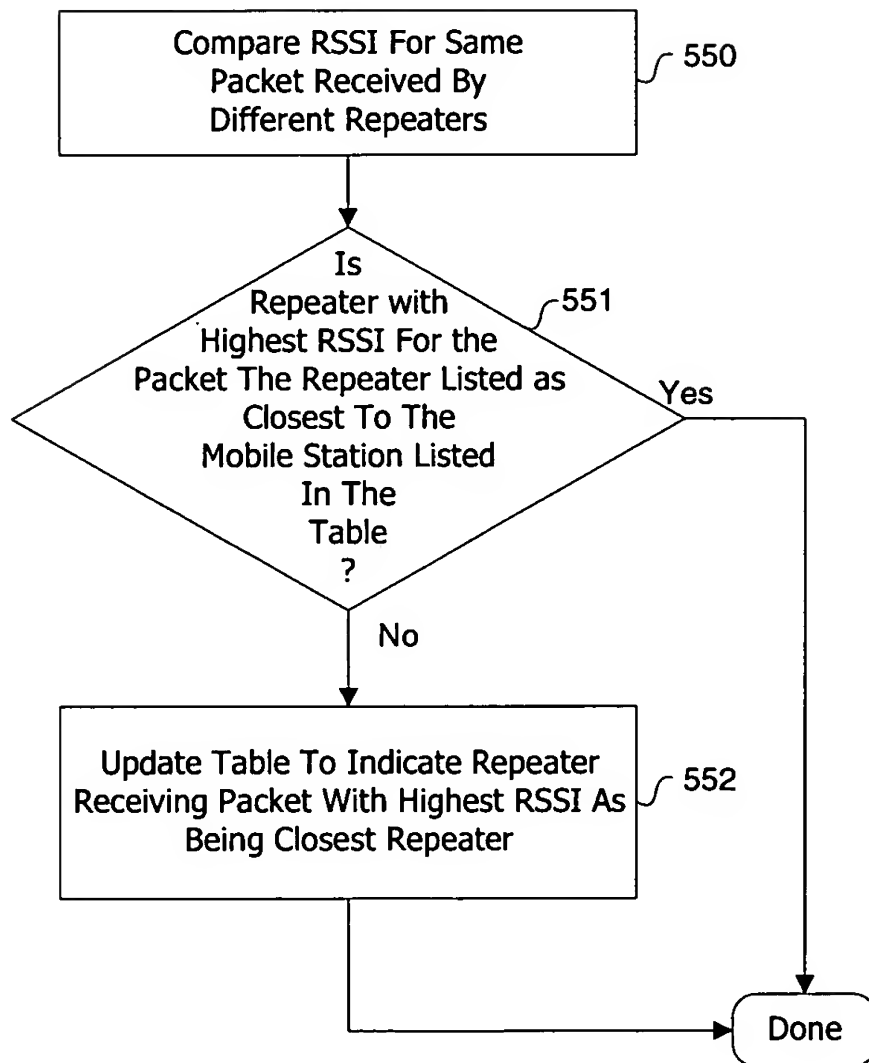 Compare RSSI For Same
Packet Received By
Different Repeaters
550
Is
Repeater with
Highest RSSI For the
Packet The Repeater Listed as
Closest To The
Mobile Station Listed
In The
Table
?
551
Yes
No
Update Table To Indicate Repeater
Receiving Packet With Highest RSSI As
Being Closest Repeater
552
Done